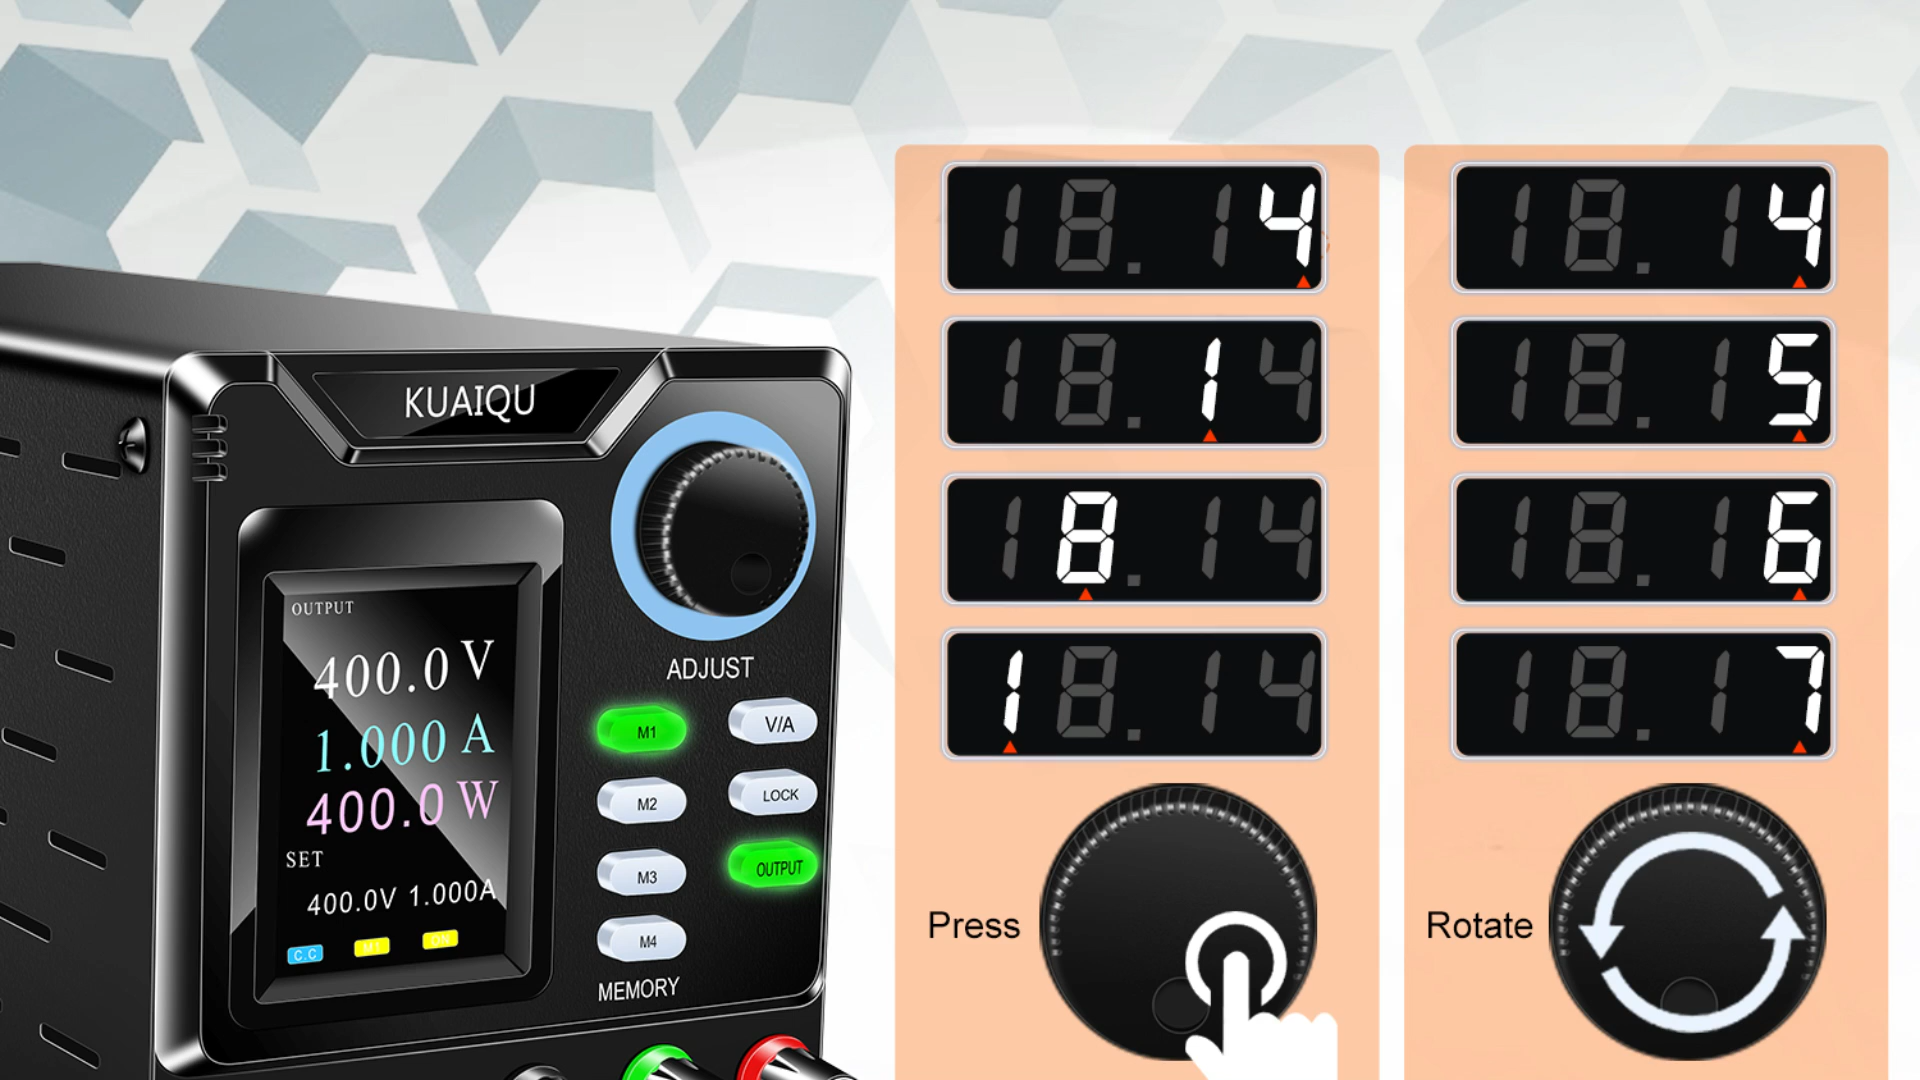 KUAIQU
ADJUST
OUTPUT
400.0 V
1.000 A
400.0 W
SET
400.0V 1.000A
C.C
M1
ON
M1
V/A
M2
LOCK
M3
OUTPUT
M4
MEMORY
18.14
18.14
18.14
18.14
Press
18.14
18.15
18.16
18.17
Rotate